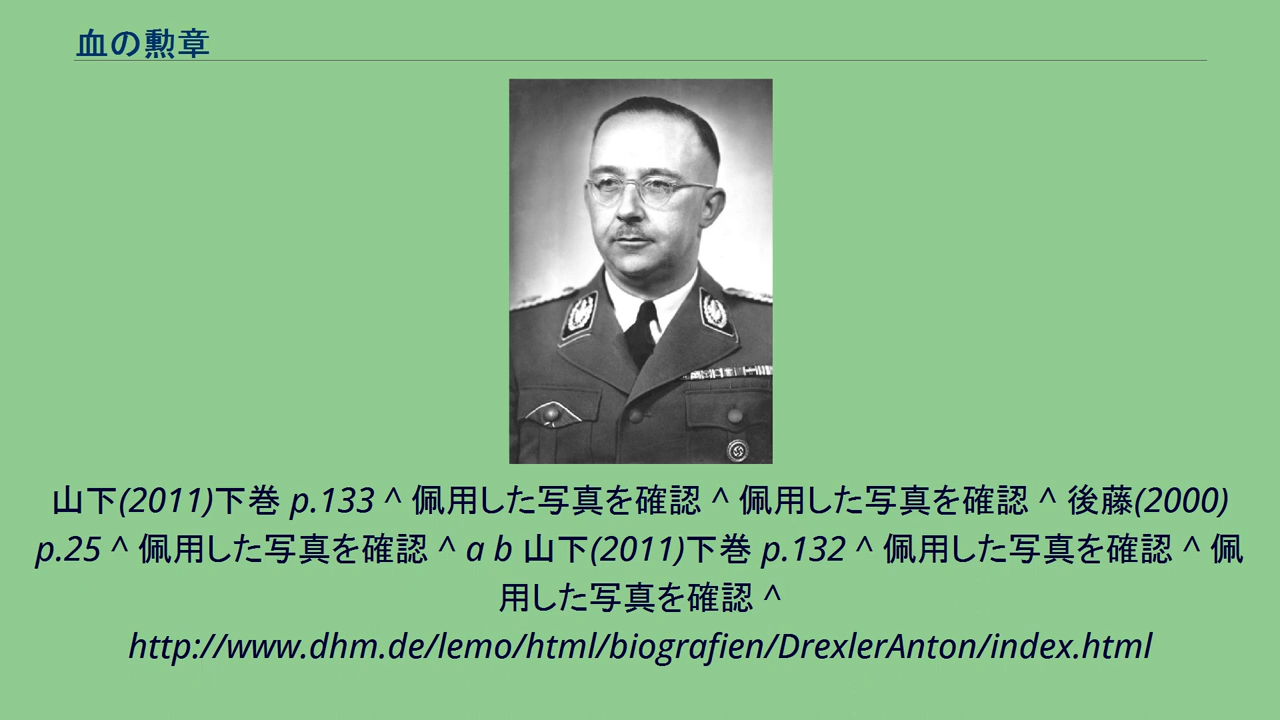 血の勲章
山下(2011)下巻 p.133 ^ 佩用した写真を確認 ^ 佩用した写真を確認 ^ 後藤(2000)
p.25 ^ 佩用した写真を確認 ^ a b 山下(2011)下巻 p.132 ^ 佩用した写真を確認 ^ 佩
用した写真を確認 ^
http://www.dhm.de/lemo/html/biografien/DrexlerAnton/index.html